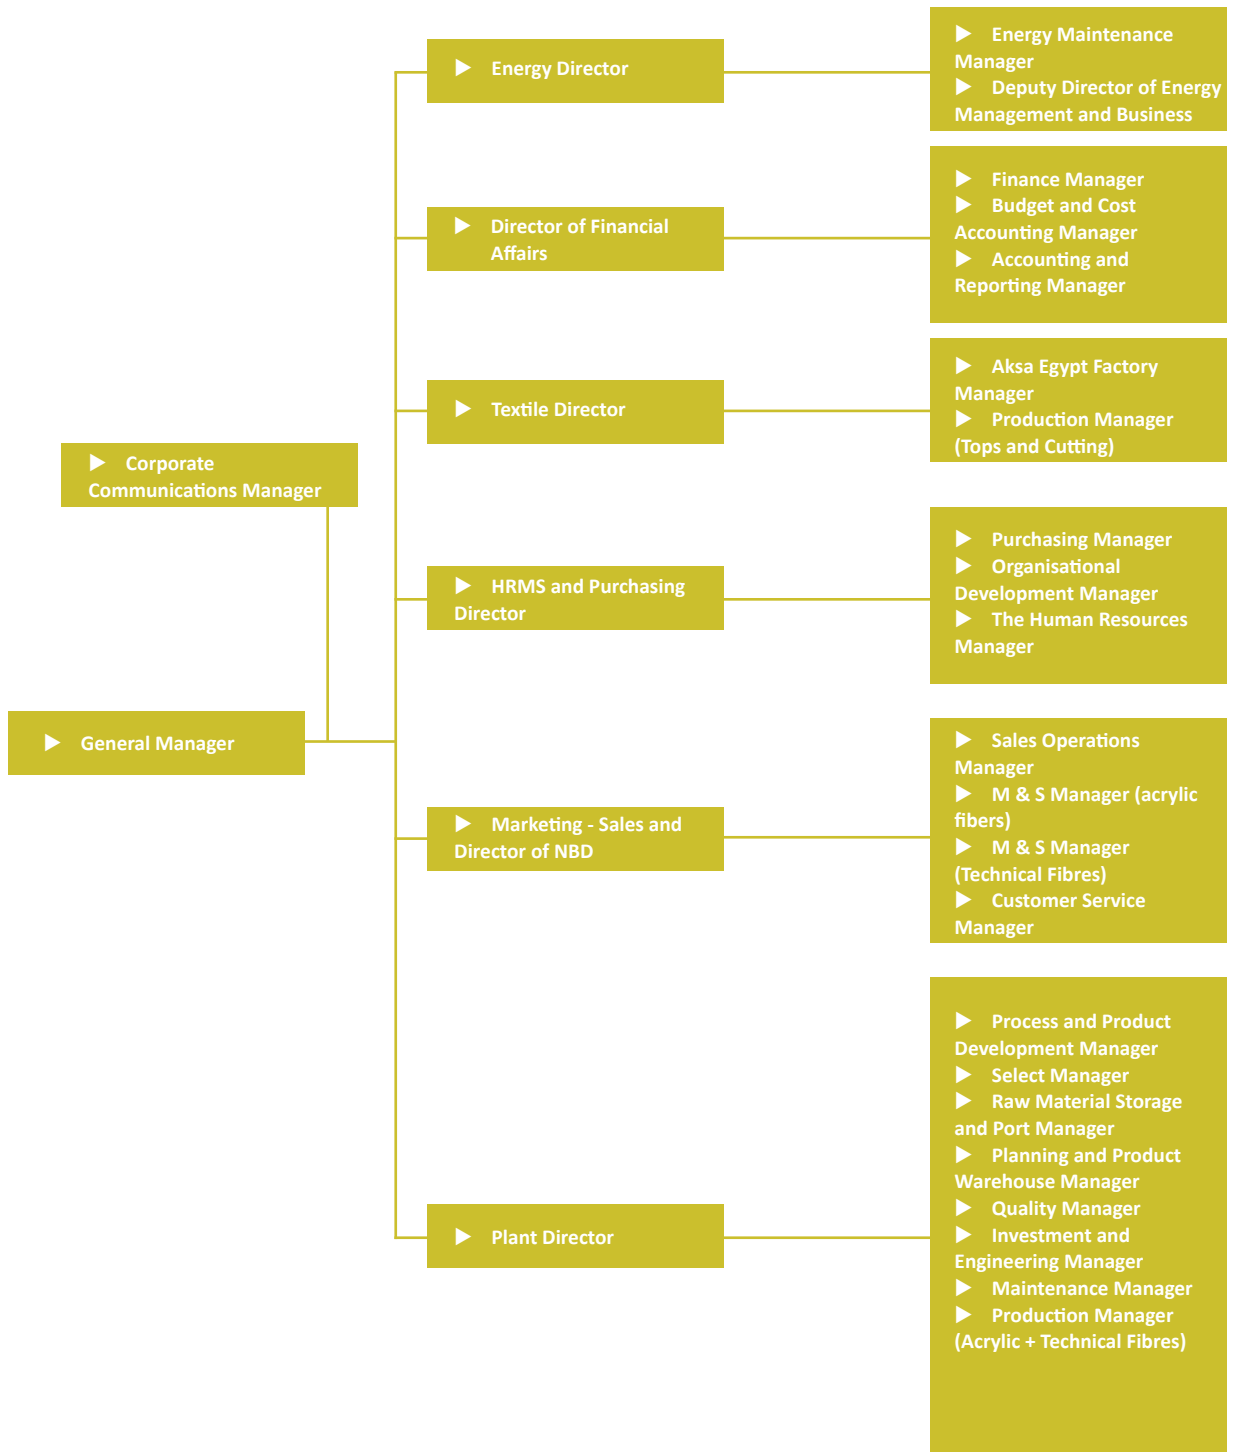 ▶ Energy Director
▶ Energy Maintenance
Manager
▶ Deputy Director of Energy
Management and Business
▶ Director of Financial
Affairs
▶ Finance Manager
▶ Budget and Cost
Accounting Manager
▶ Accounting and
Reporting Manager
▶ Textile Director
▶ Aksa Egypt Factory
Manager
▶ Production Manager
(Tops and Cutting)
▶ Corporate
Communications Manager
▶ HRMS and Purchasing
Director
▶ Purchasing Manager
▶ Organisational
Development Manager
▶ The Human Resources
Manager
▶ General Manager
▶ Marketing - Sales and
Director of NBD
▶ Sales Operations
Manager
▶ M & S Manager (acrylic
fibers)
▶ M & S Manager
(Technical Fibres)
▶ Customer Service
Manager
▶ Plant Director
▶ Process and Product
Development Manager
▶ Select Manager
▶ Raw Material Storage
and Port Manager
▶ Planning and Product
Warehouse Manager
▶ Quality Manager
▶ Investment and
Engineering Manager
▶ Maintenance Manager
▶ Production Manager
(Acrylic + Technical Fibres)